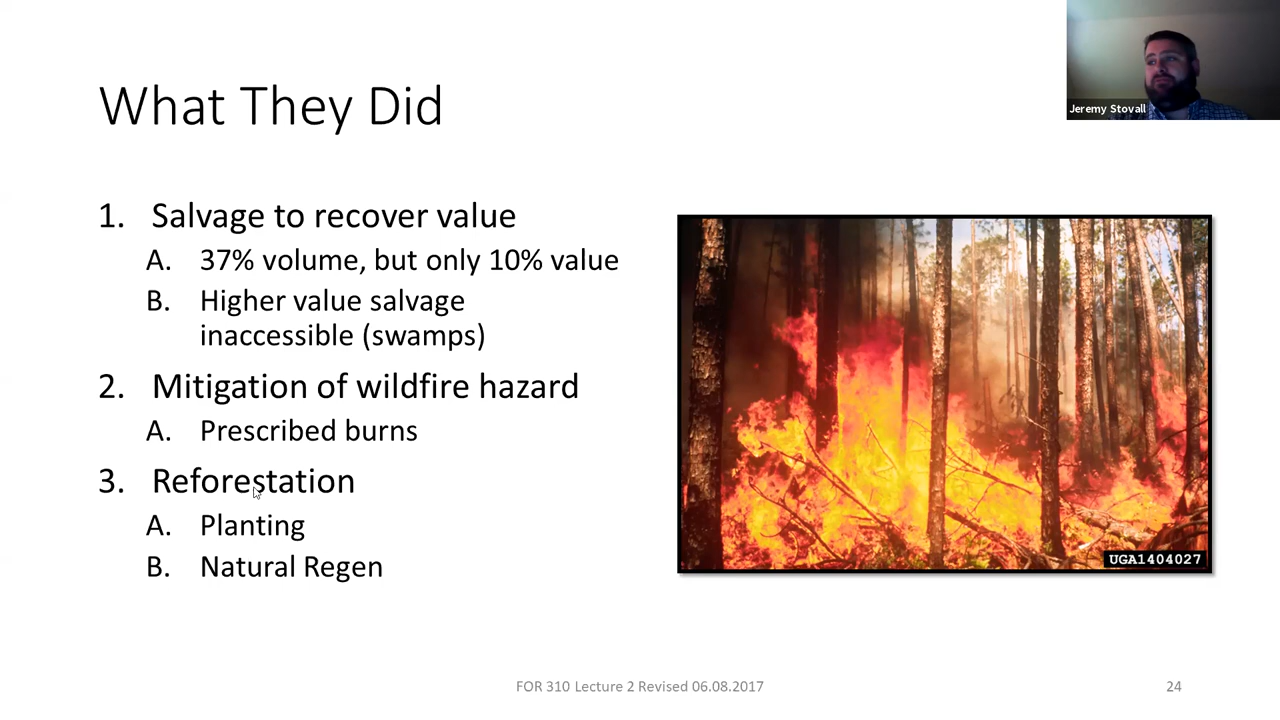 What They Did
Jeremy Stovall
1. Salvage to recover value
A. 37% volume, but only 10% value
B. Higher value salvage
inaccessible (swamps)
2. Mitigation of wildfire hazard
A. Prescribed burns
3. Reforestation
A. Planting
B. Natural Regen
UGA1404027
FOR 310 Lecture 2 Revised 06.08.2017
24